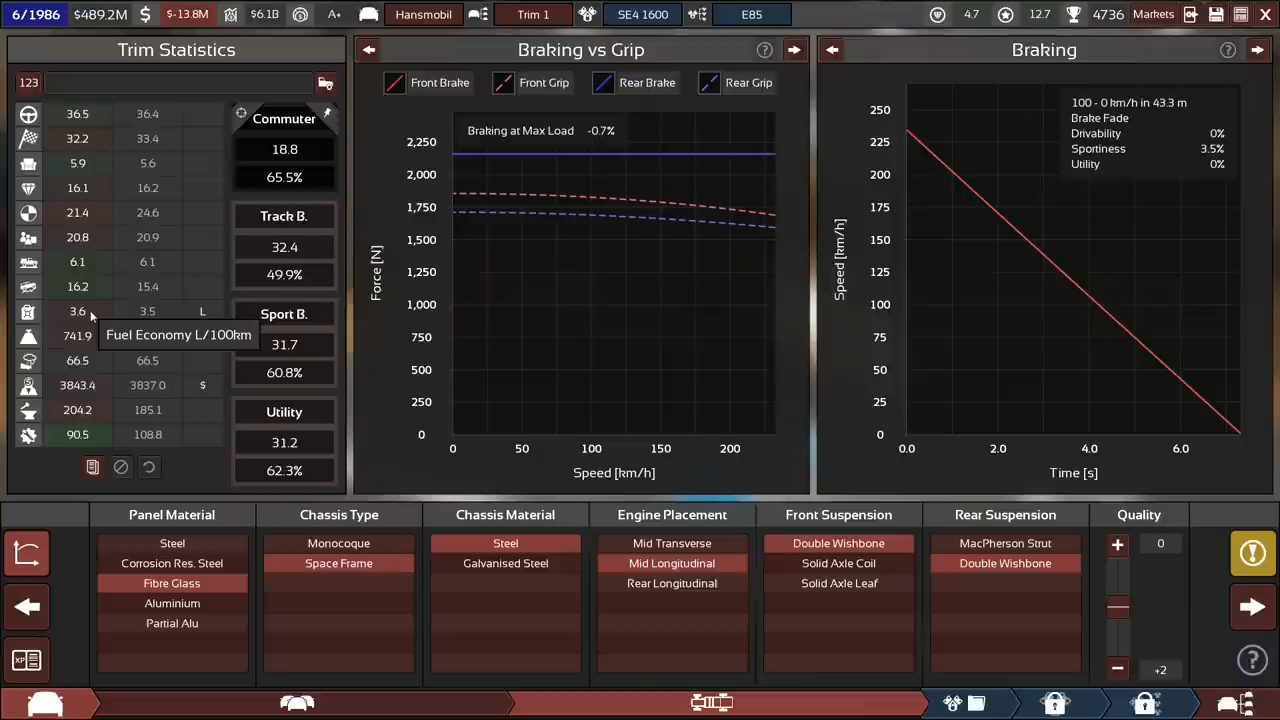 6/1986 $489.2M $ $-13.8M $6.1B A+ Hansmobil Trim 1 SE4 1600 E85 4.7 12.7 4736 Markets
Trim Statistics
123
36.5 36.4
32.2 33.4
5.9 5.6
16.1 16.2
21.4 24.6
20.8 20.9
6.1 6.1
16.2 15.4
3.6 3.5 L
741.9
Fuel Economy L/100km
66.5 66.5
3843.4 3837.0 $
204.2 185.1
90.5 108.8
Commuter
18.8
65.5%
Track B.
32.4
49.9%
Sport B.
31.7
60.8%
Utility
31.2
62.3%
Braking vs Grip ?
Front Brake Front Grip Rear Brake Rear Grip
Braking at Max Load -0.7%
Force [N]
2,250
2,000
1,750
1,500
1,250
1,000
750
500
250
0
0 50 100 150 200
Speed [km/h]
Braking ?
100 - 0 km/h in 43.3 m
Brake Fade
Drivability 0%
Sportiness 3.5%
Utility 0%
Speed [km/h]
250
225
200
175
150
125
100
75
50
25
0
0.0 2.0 4.0 6.0
Time [s]
Panel Material
Steel
Corrosion Res. Steel
Fibre Glass
Aluminium
Partial Alu
Chassis Type
Monocoque
Space Frame
Chassis Material
Steel
Galvanised Steel
Engine Placement
Mid Transverse
Mid Longitudinal
Rear Longitudinal
Front Suspension
Double Wishbone
Solid Axle Coil
Solid Axle Leaf
Rear Suspension
MacPherson Strut
Double Wishbone
Quality
+ 0
- +2
XP
?